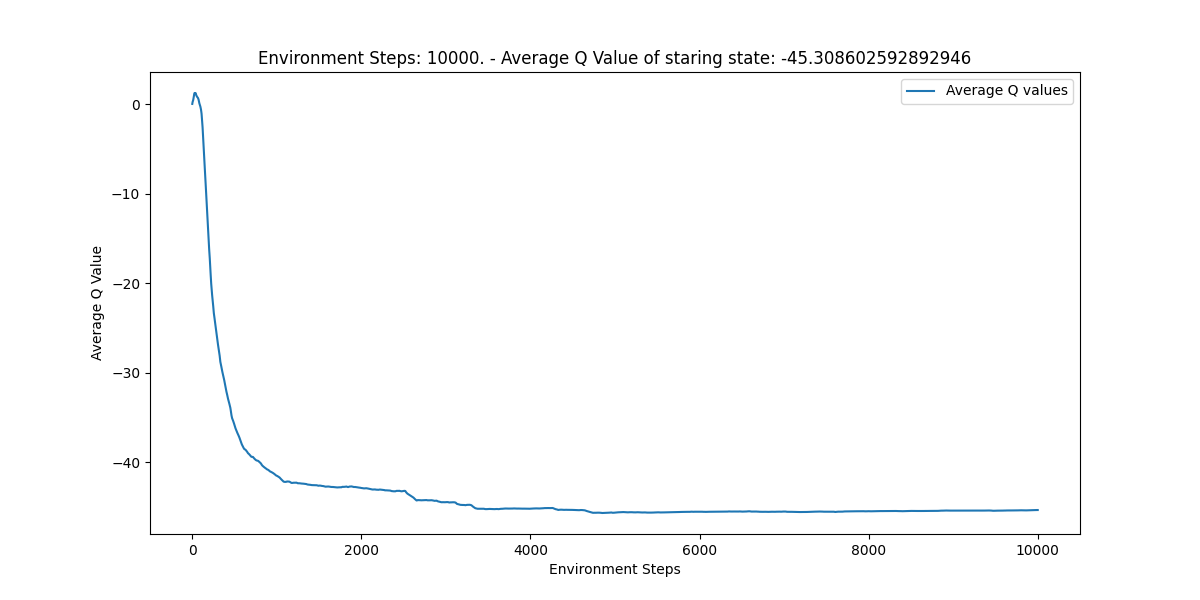 Environment Steps: 10000. - Average Q Value of staring state: -45.308602592892946
Average Q values
0
−10
−20
−30
−40
Average Q Value
0 2000 4000 6000 8000 10000
Environment Steps